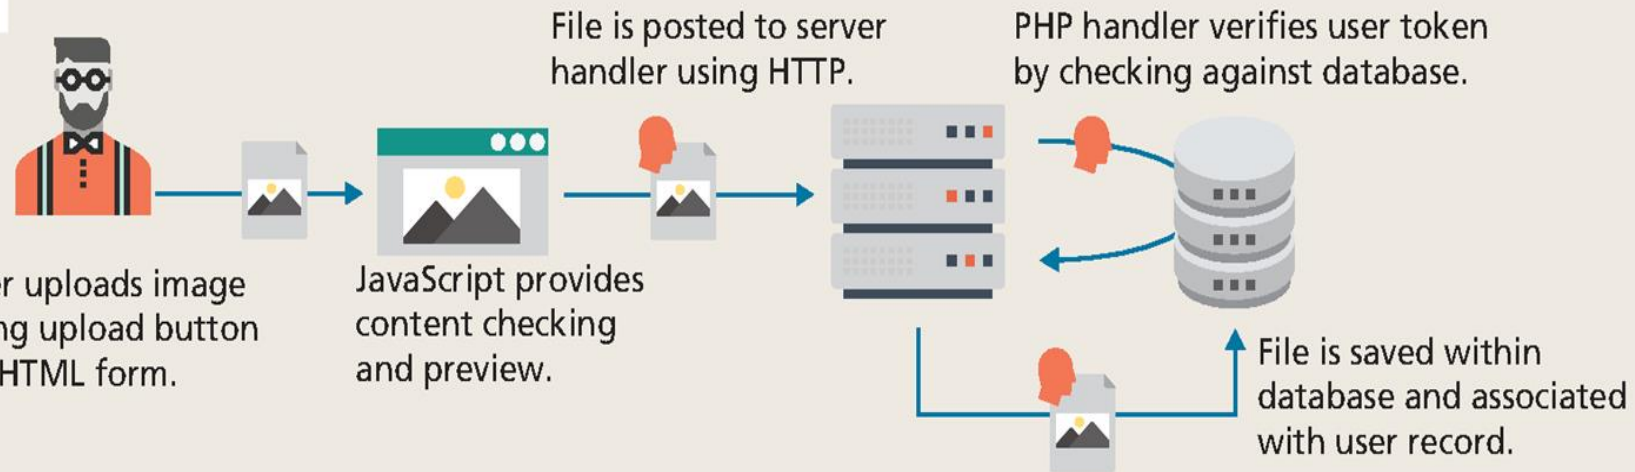 File is posted to server
handler using HTTP.
PHP handler verifies user token
by checking against database.
uploads image
upload button
HTML form.
JavaScript provides
content checking
and preview.
File is saved within
database and associated
with user record.